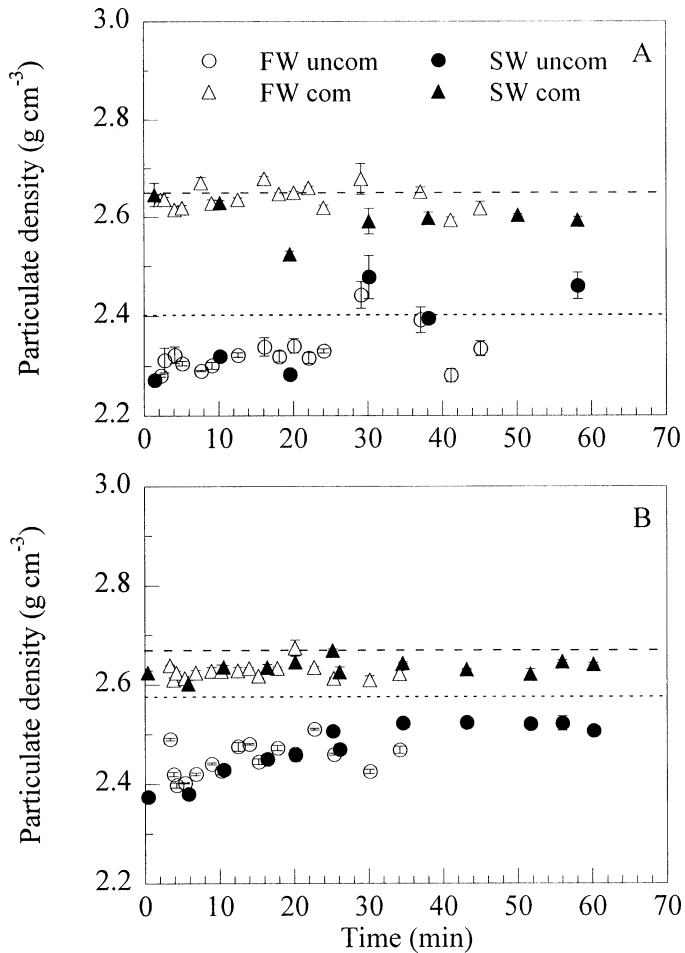 3.0
A
FW uncom SW uncom
FW com SW com
2.8
2.6
2.4
2.2
0 10 20 30 40 50 60 70
Particulate density (g cm-3)
3.0
B
2.8
2.6
2.4
2.2
0 10 20 30 40 50 60 70
Particulate density (g cm-3)
Time (min)